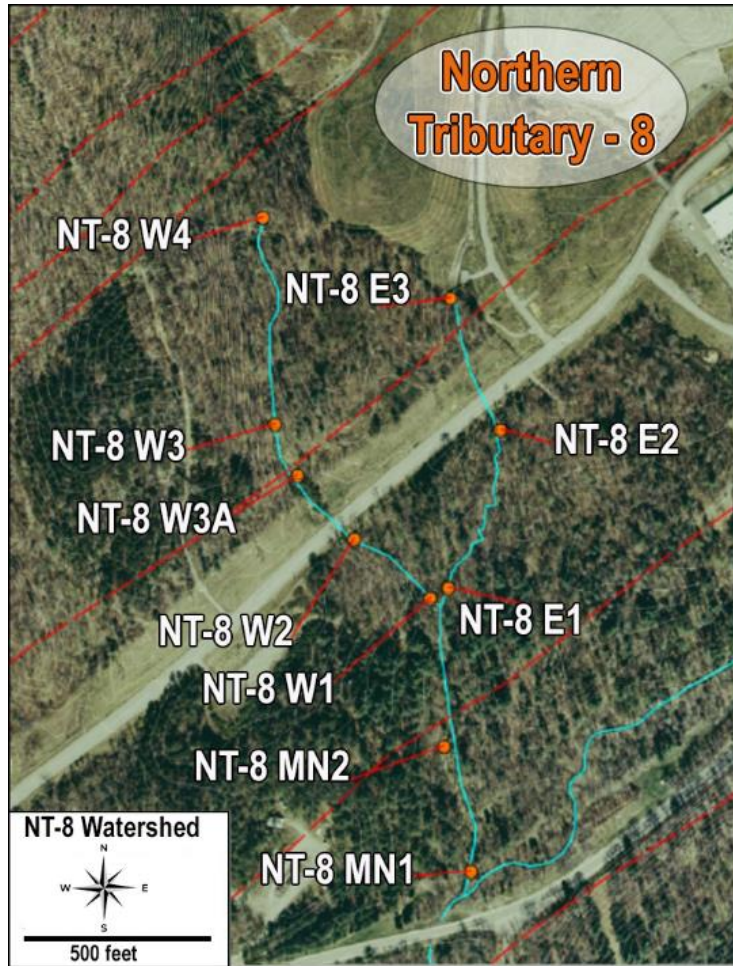 Northern
Tributary - 8
NT-8 W4
NT-8 E3
NT-8 W3
NT-8 E2
NT-8 W3A
NT-8 W2
NT-8 E1
NT-8 W1
NT-8 MN2
NT-8 MN1
NT-8 Watershed
N
W E
S
500 feet